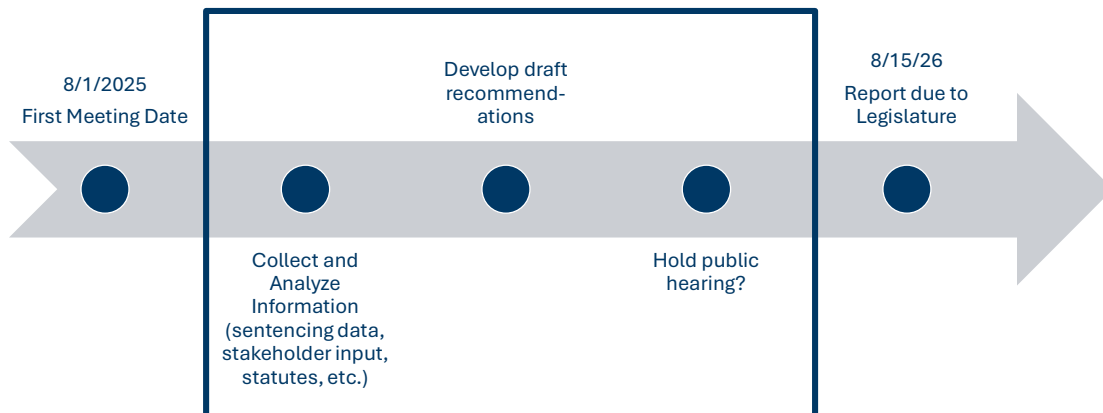 8/1/2025
First Meeting Date
Collect and
Analyze
Information
(sentencing data,
stakeholder input,
statutes, etc.)
Develop draft
recommend-
ations
Hold public
hearing?
8/15/26
Report due to
Legislature